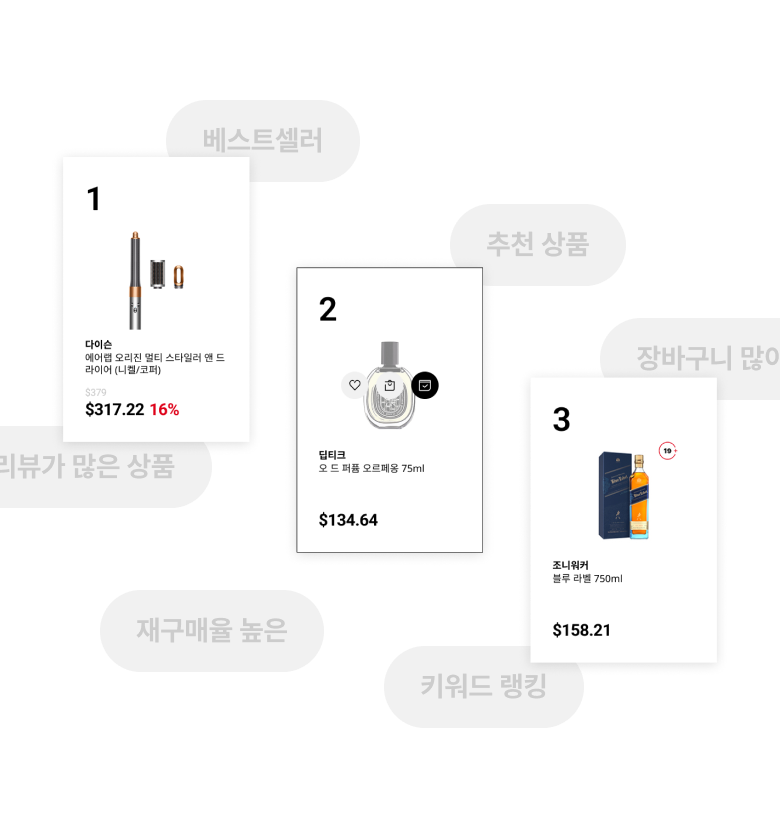 베스트셀러
1
다이슨
에어랩 오리진 멀티 스타일러 앤 드
라이어 (니켈/코퍼)
$379
$317.22 16%
추천 상품
2
딥티크
오 드 퍼퓸 오르페옹 75ml
$134.64
장바구니 많이
3
19+
조니워커
블루 라벨 750ml
$158.21
리뷰가 많은 상품
재구매율 높은
키워드 랭킹